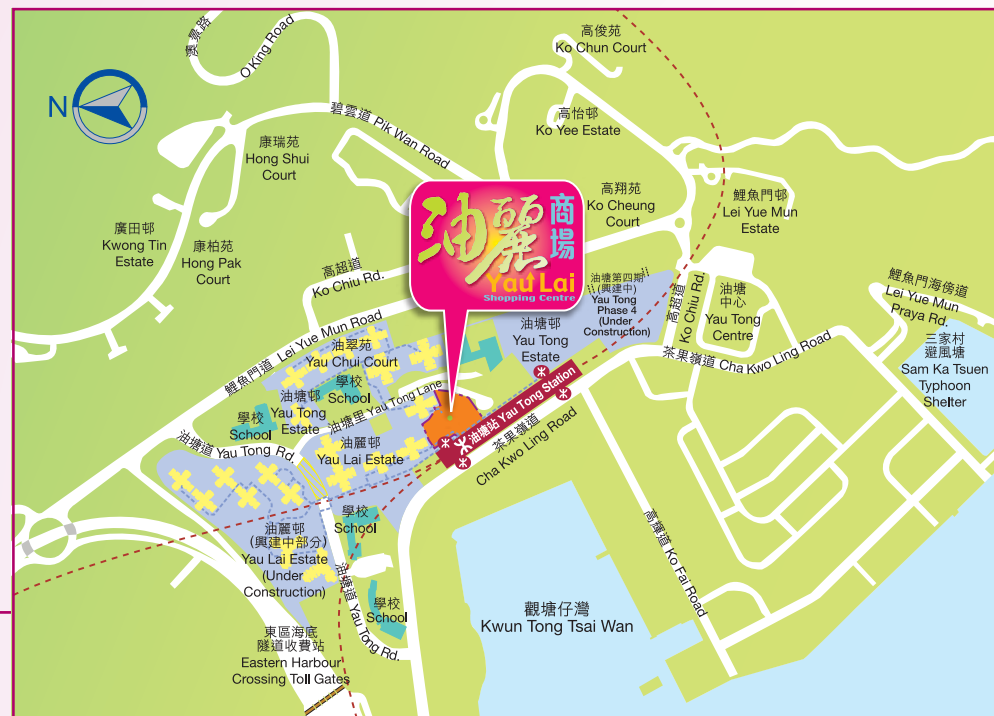 N
澳景路
O King Road
碧雲道 Pik Wan Road
高俊苑
Ko Chun Court
高怡邨
Ko Yee Estate
康瑞苑
Hong Shui
Court
廣田邨
Kwong Tin
Estate
康柏苑
Hong Pak
Court
高翔苑
Ko Cheung
Court
鯉魚門邨
Lei Yue Mun
Estate
高超道
Ko Chiu Rd.
油麗
商場
Yau Lai
Shopping Centre
油塘第四期
(興建中)
Yau Tong
Phase 4
(Under
Construction)
高超道
Ko Chiu Rd.
油塘
中心
Yau Tong
Centre
鯉魚門海傍道
Lei Yue Mun
Praya Rd.
三家村
避風塘
Sam Ka Tsuen
Typhoon
Shelter
鯉魚門道 Lei Yue Mun Road
油翠苑
Yau Chui Court
油塘邨
Yau Tong
Estate
茶果嶺道 Cha Kwo Ling Road
學校
School
油塘邨
Yau Tong
Estate
油塘里 Yau Tong Lane
學校
School
油塘道 Yau Tong Rd.
油麗邨
Yau Lai Estate
油塘站 Yau Tong Station
茶果嶺道
Cha Kwo Ling Road
學校
School
油麗邨
(興建中部分)
Yau Lai Estate
(Under
Construction)
油塘道 Yau Tong Rd.
學校
School
高輝道 Ko Fai Road
觀塘仔灣
Kwun Tong Tsai Wan
東區海底
隧道收費站
Eastern Harbour
Crossing Toll Gates